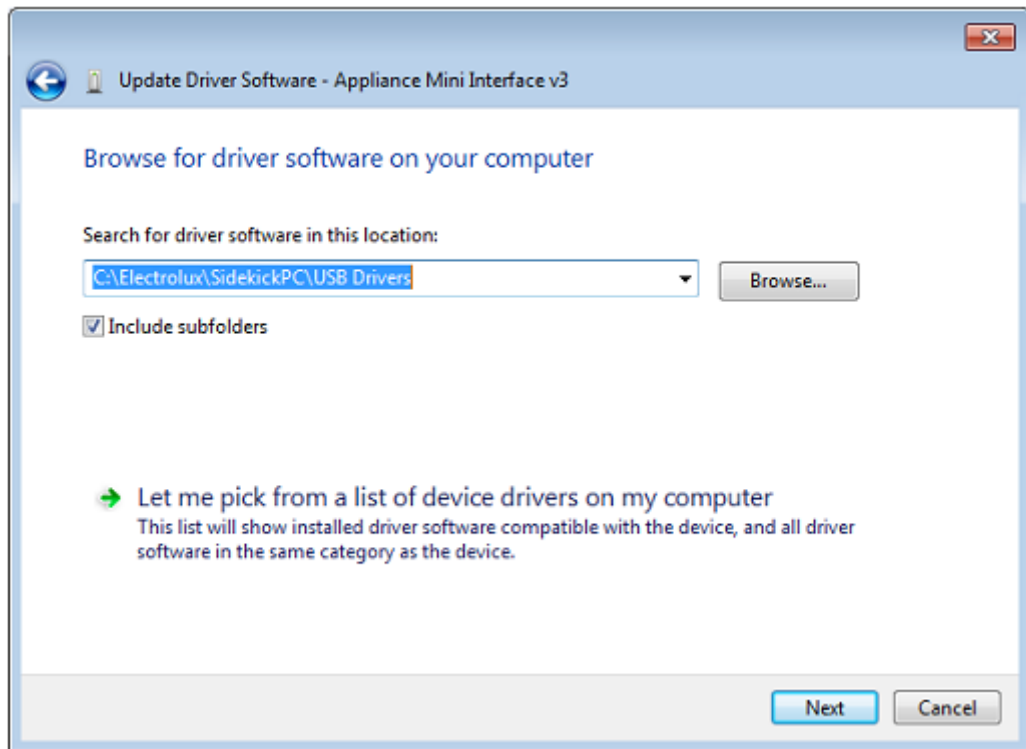 Update Driver Software - Appliance Mini Interface v3
Browse for driver software on your computer
Search for driver software in this location:
C:\Electrolux\SidekickPC\USB Drivers
Browse...
Include subfolders
Let me pick from a list of device drivers on my computer
This list will show installed driver software compatible with the device, and all driver
software in the same category as the device.
Next
Cancel